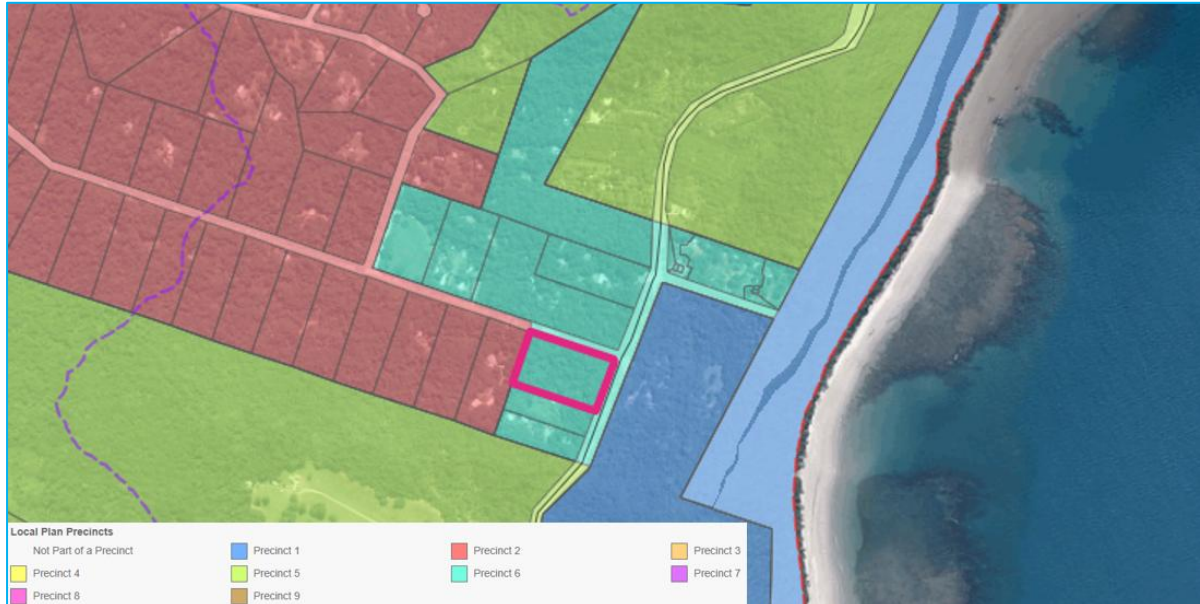 Local Plan Precincts
Not Part of a Precinct Precinct 1 Precinct 2 Precinct 3
Precinct 4 Precinct 5 Precinct 6 Precinct 7
Precinct 8 Precinct 9